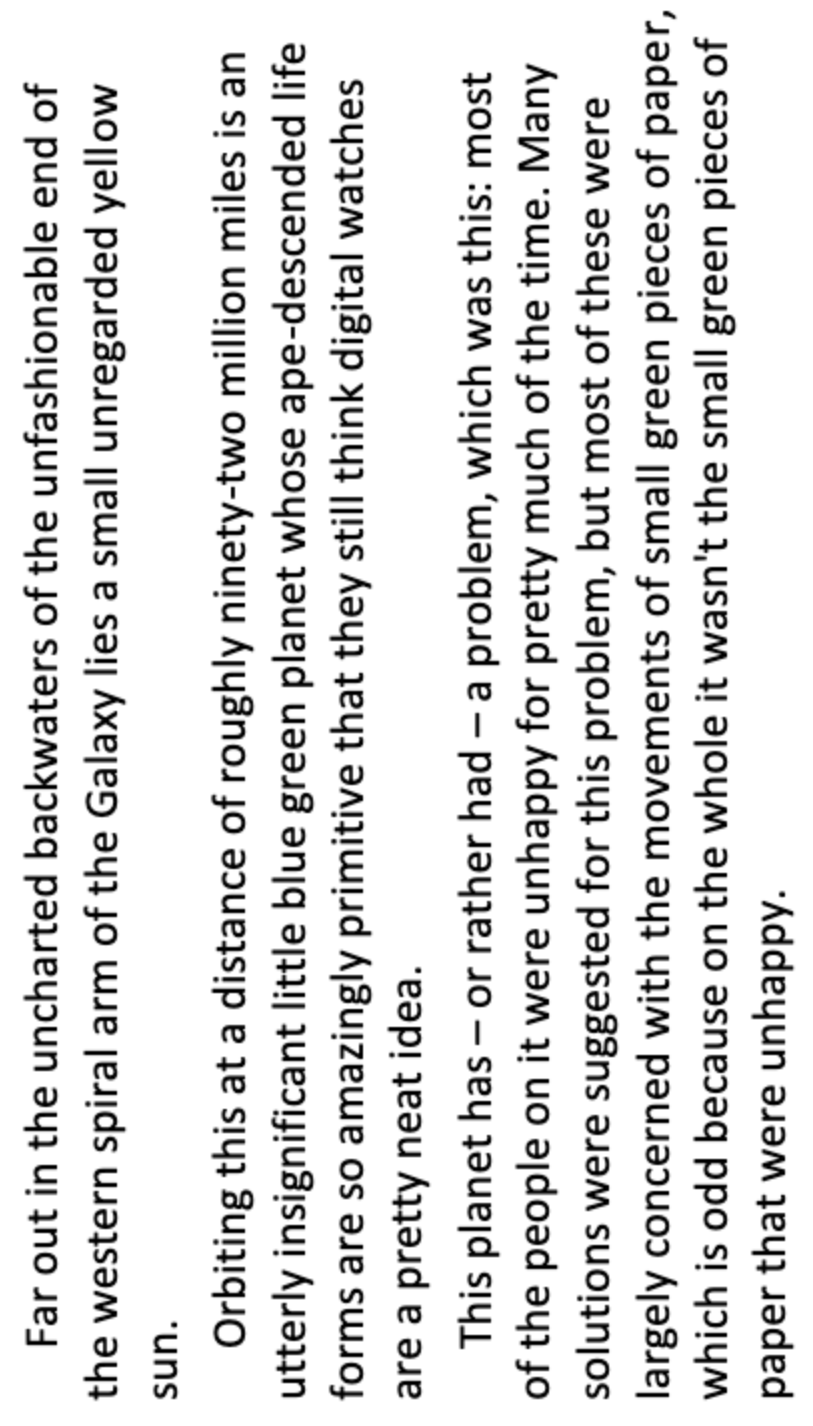 Far out in the uncharted backwaters of the unfashionable end of
the western spiral arm of the Galaxy lies a small unregarded yellow
sun.
Orbiting this at a distance of roughly ninety-two million miles is an
utterly insignificant little blue green planet whose ape-descended life
forms are so amazingly primitive that they still think digital watches
are a pretty neat idea.
This planet has – or rather had – a problem, which was this: most
of the people on it were unhappy for pretty much of the time. Many
solutions were suggested for this problem, but most of these were
largely concerned with the movements of small green pieces of paper,
which is odd because on the whole it wasn't the small green pieces of
paper that were unhappy.